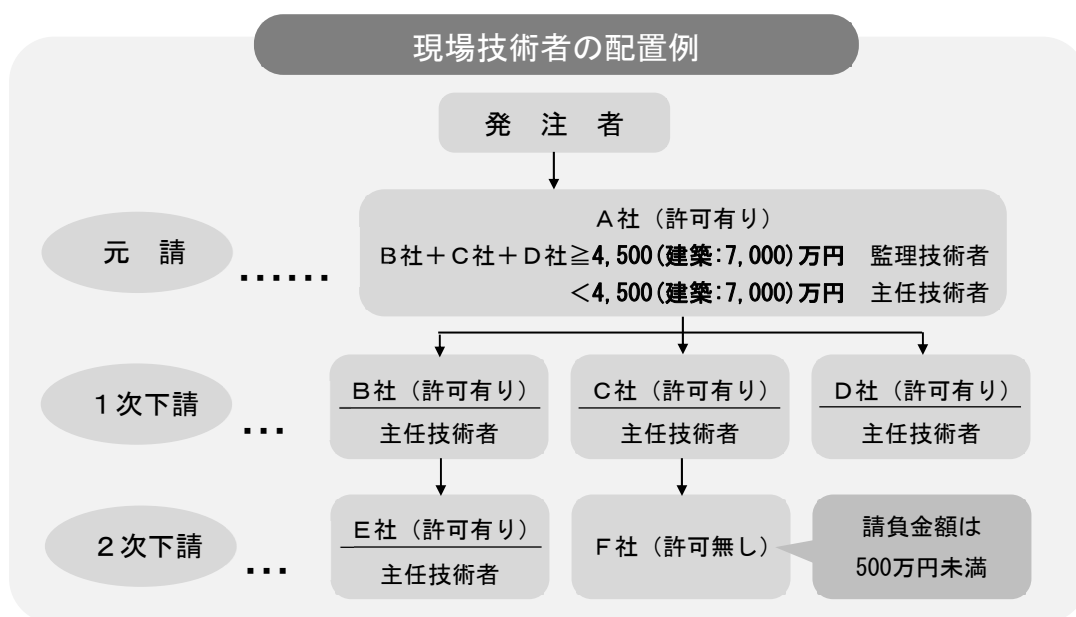 現場技術者の配置例
発 注 者
元 請
......
A社(許可有り)
B社+C社+D社≧4,500(建築:7,000)万円 監理技術者
<4,500(建築:7,000)万円 主任技術者
1次下請
...
B社(許可有り)
主任技術者
C社(許可有り)
主任技術者
D社(許可有り)
主任技術者
2次下請
...
E社(許可有り)
主任技術者
F社(許可無し)
請負金額は
500万円未満